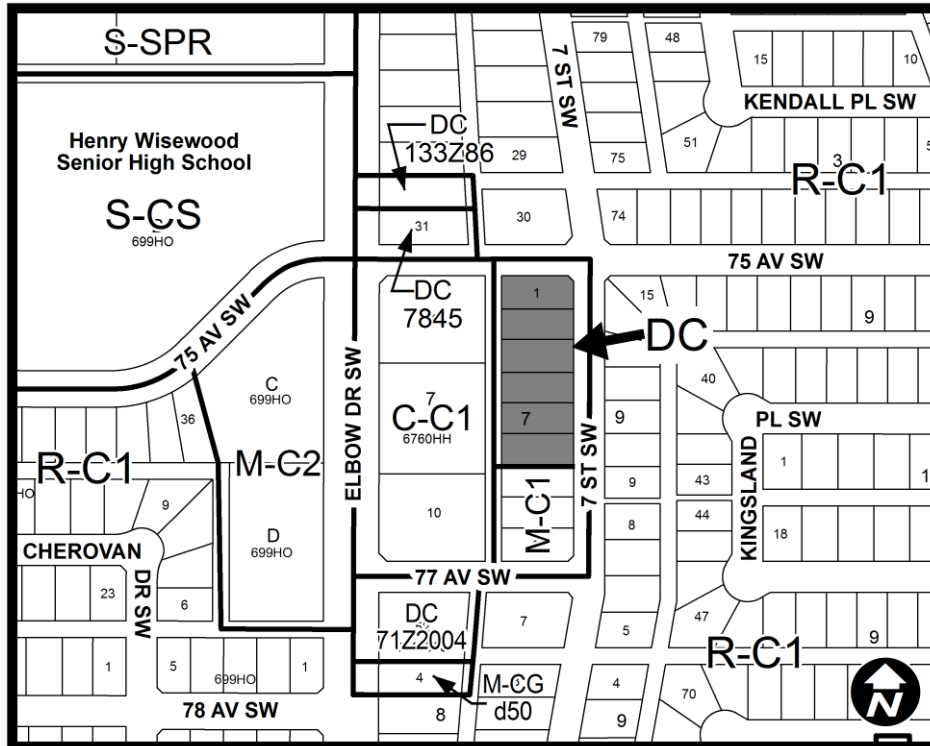 S-SPR
79
48
15
10
7 ST SW
KENDALL PL SW
Henry Wisewood
Senior High School
DC
133Z86
29
51
75
3
R-C1
S-CS
699HO
31
30
74
75 AV SW
75 AV SW
DC
7845
1
15
9
DC
ELBOW DR SW
C
699HO
36
7
C-C1
6760HH
40
7
9
PL SW
R-C1
M-C2
7 ST SW
KINGSLAND
1
1
HO
9
10
M-C1
9
43
44
8
18
D
699HO
CHEROVAN
DR SW
77 AV SW
23
6
DC
71Z2004
7
5
47
9
R-C1
1
5
699HO
1
4
M-CG
d50
4
70
78 AV SW
8
9
N